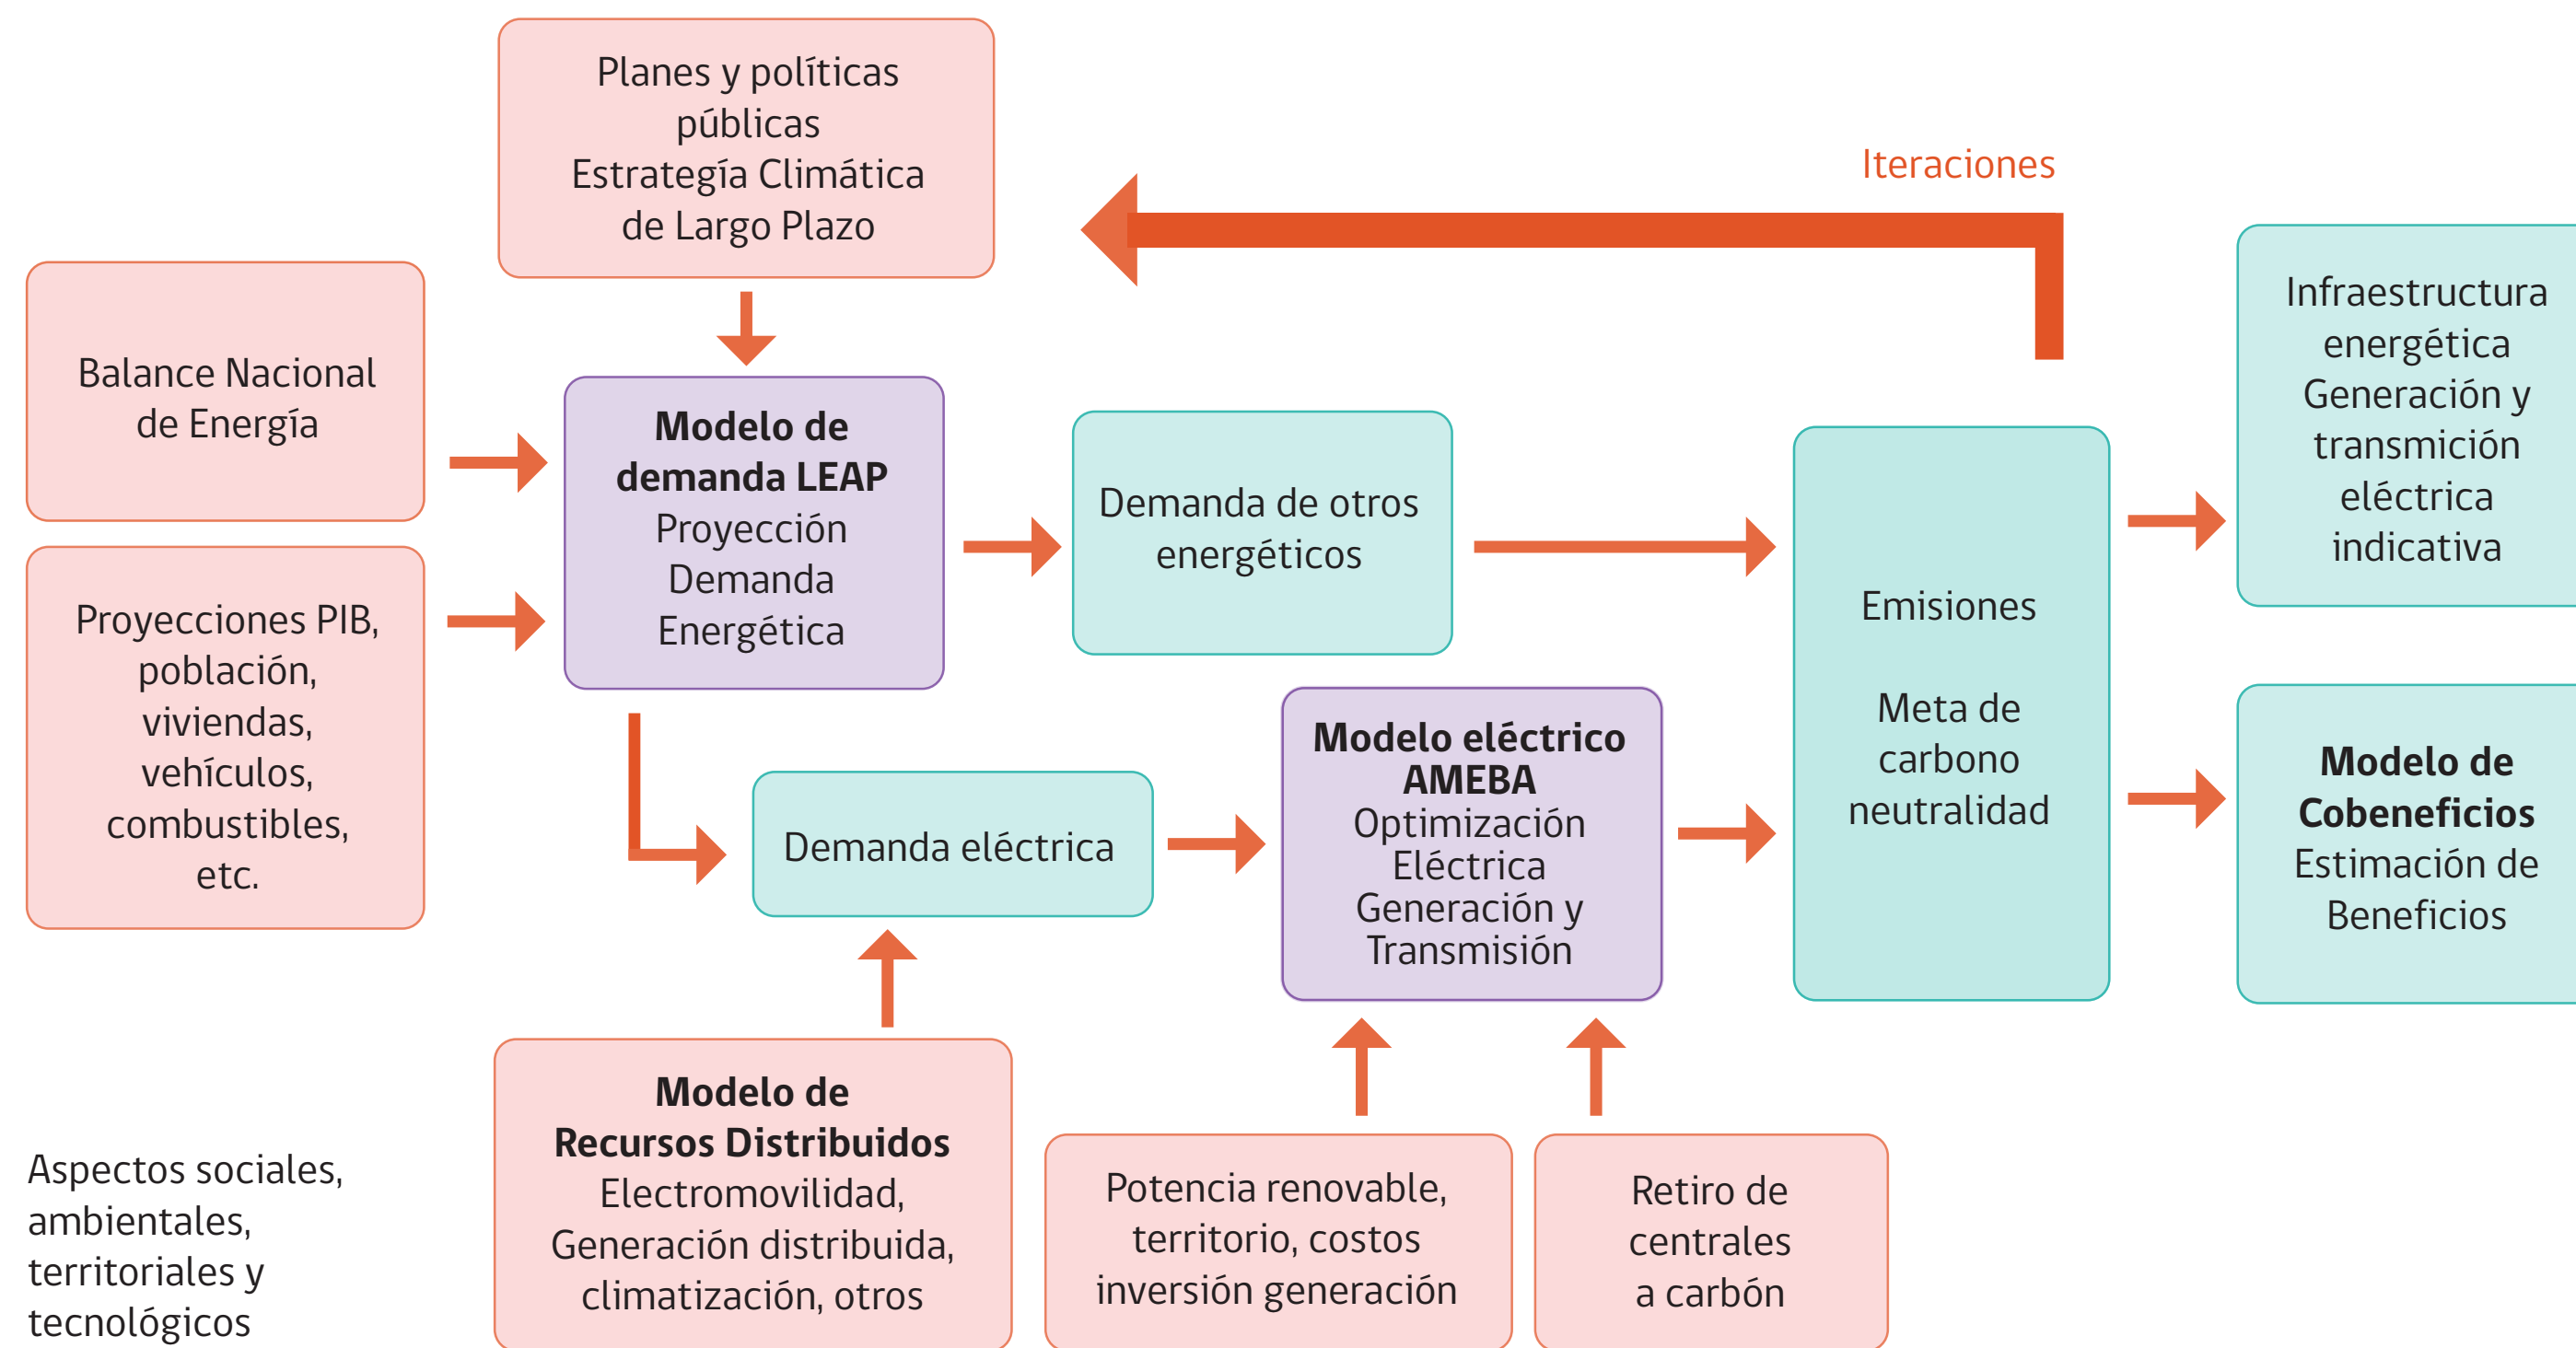 Planes y políticas
públicas
Estrategía Climática
de Largo Plazo
Iteraciones
Balance Nacional
de Energía
Proyecciones PIB,
población,
viviendas,
vehículos,
combustibles,
etc.
Modelo de
demanda LEAP
Proyección
Demanda
Energética
Demanda de otros
energéticos
Demanda eléctrica
Modelo eléctrico
AMEBA
Optimización
Eléctrica
Generación y
Transmisión
Emisiones
Meta de
carbono
neutralidad
Infraestructura
energética
Generación y
transmición
eléctrica
indicativa
Modelo de
Cobeneficios
Estimación de
Beneficios
Aspectos sociales,
ambientales,
territoriales y
tecnológicos
Modelo de
Recursos Distribuidos
Electromovilidad,
Generación distribuida,
climatización, otros
Potencia renovable,
territorio, costos
inversión generación
Retiro de
centrales
a carbón